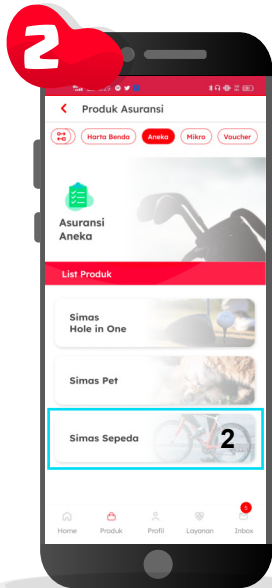 2
Produk Asuransi
Harta Benda
Aneka
Mikro
Voucher
Asuransi
Aneka
List Produk
Simas
Hole in One
Simas Pet
Simas Sepeda
2
5
Home
Produk
Profil
Layanan
Inbox